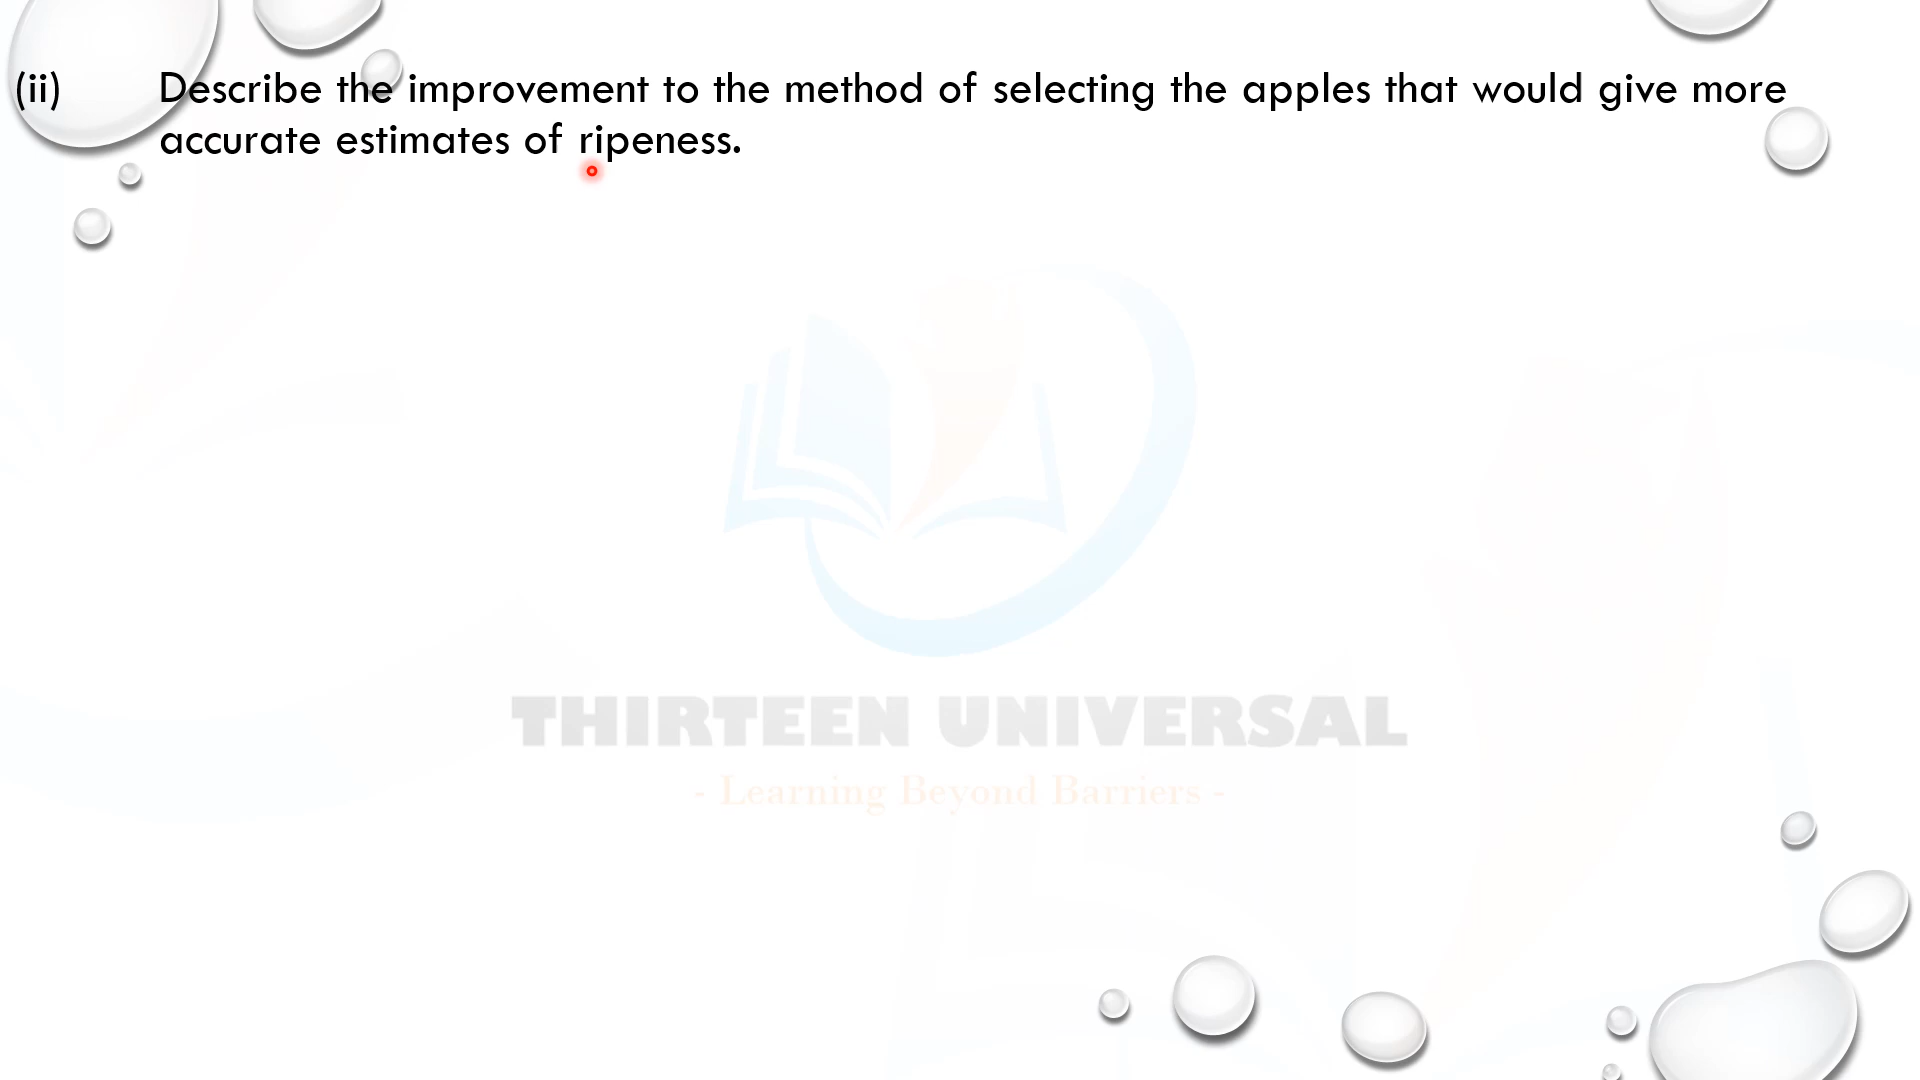 (ii) Describe the improvement to the method of selecting the apples that would give more
accurate estimates of ripeness.
THIRTEEN UNIVERSAL
- Learning Beyond Barriers -